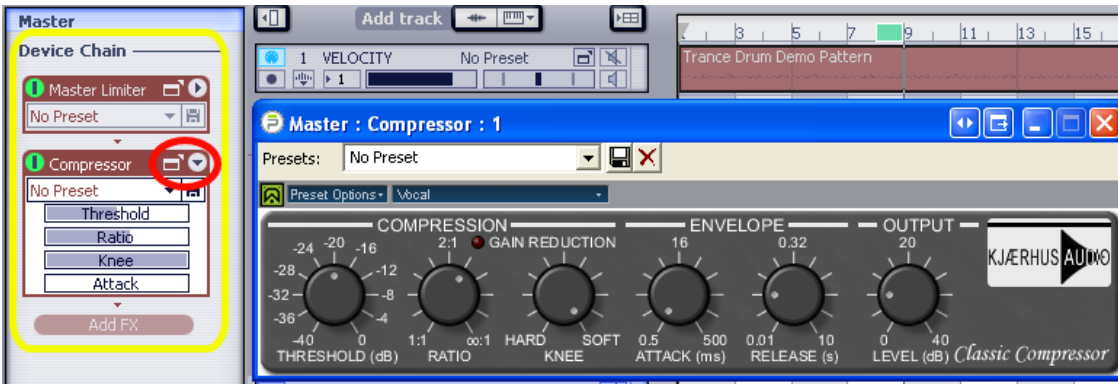 Master
Device Chain
Master Limiter
No Preset
Compressor
No Preset
Threshold
Ratio
Knee
Attack
Add FX
Add track
1 VELOCITY No Preset
1
3 5 7 9 11 13 15
Trance Drum Demo Pattern
Master : Compressor : 1
Presets: No Preset
Preset Options Vocal
COMPRESSION ENVELOPE OUTPUT
-24 -20 -16 2:1 GAIN REDUCTION 16 0.32 20
-28 -12
-32 -8
-36 -4
-40 0 1:1 ∞:1 HARD SOFT 0.5 500 0.01 10 0 40
THRESHOLD (dB) RATIO KNEE ATTACK (ms) RELEASE (s) LEVEL (dB)
KJÆRHUS AUDIO
Classic Compressor